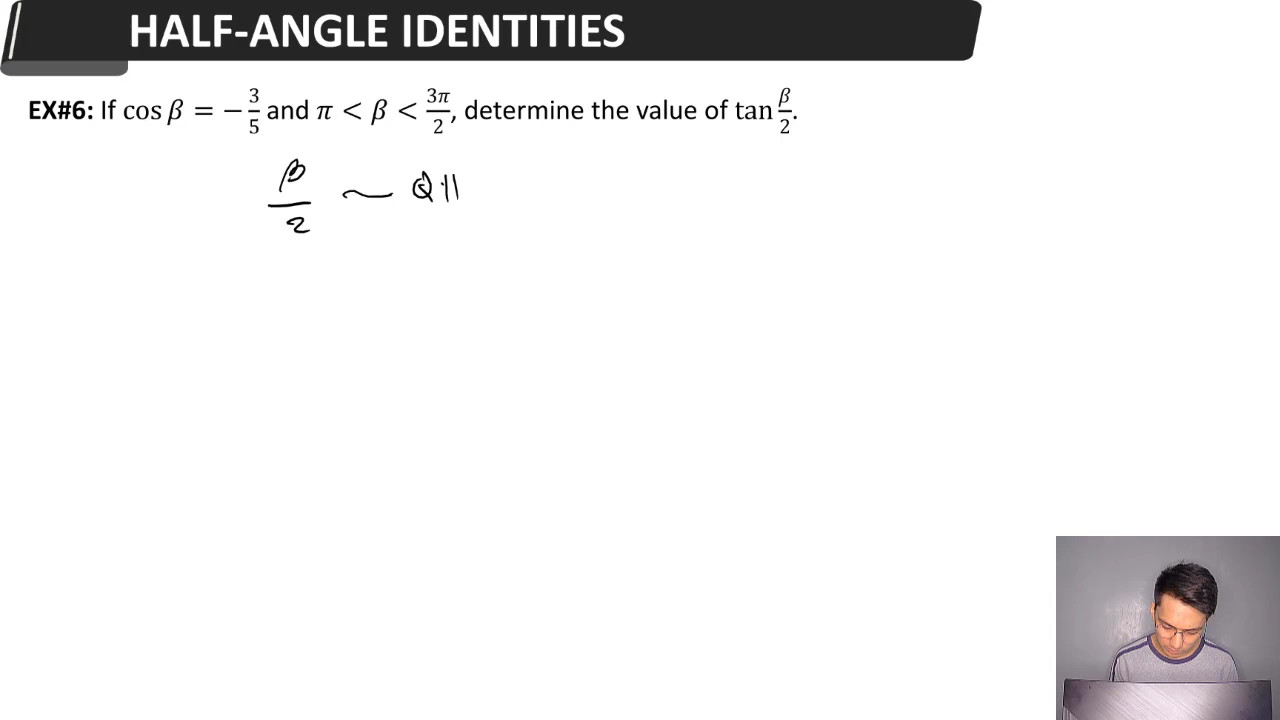 HALF-ANGLE IDENTITIES
EX#6: If cos β = −3/5 and π < β < 3π/2, determine the value of tan β/2.
β/2 ~ QII